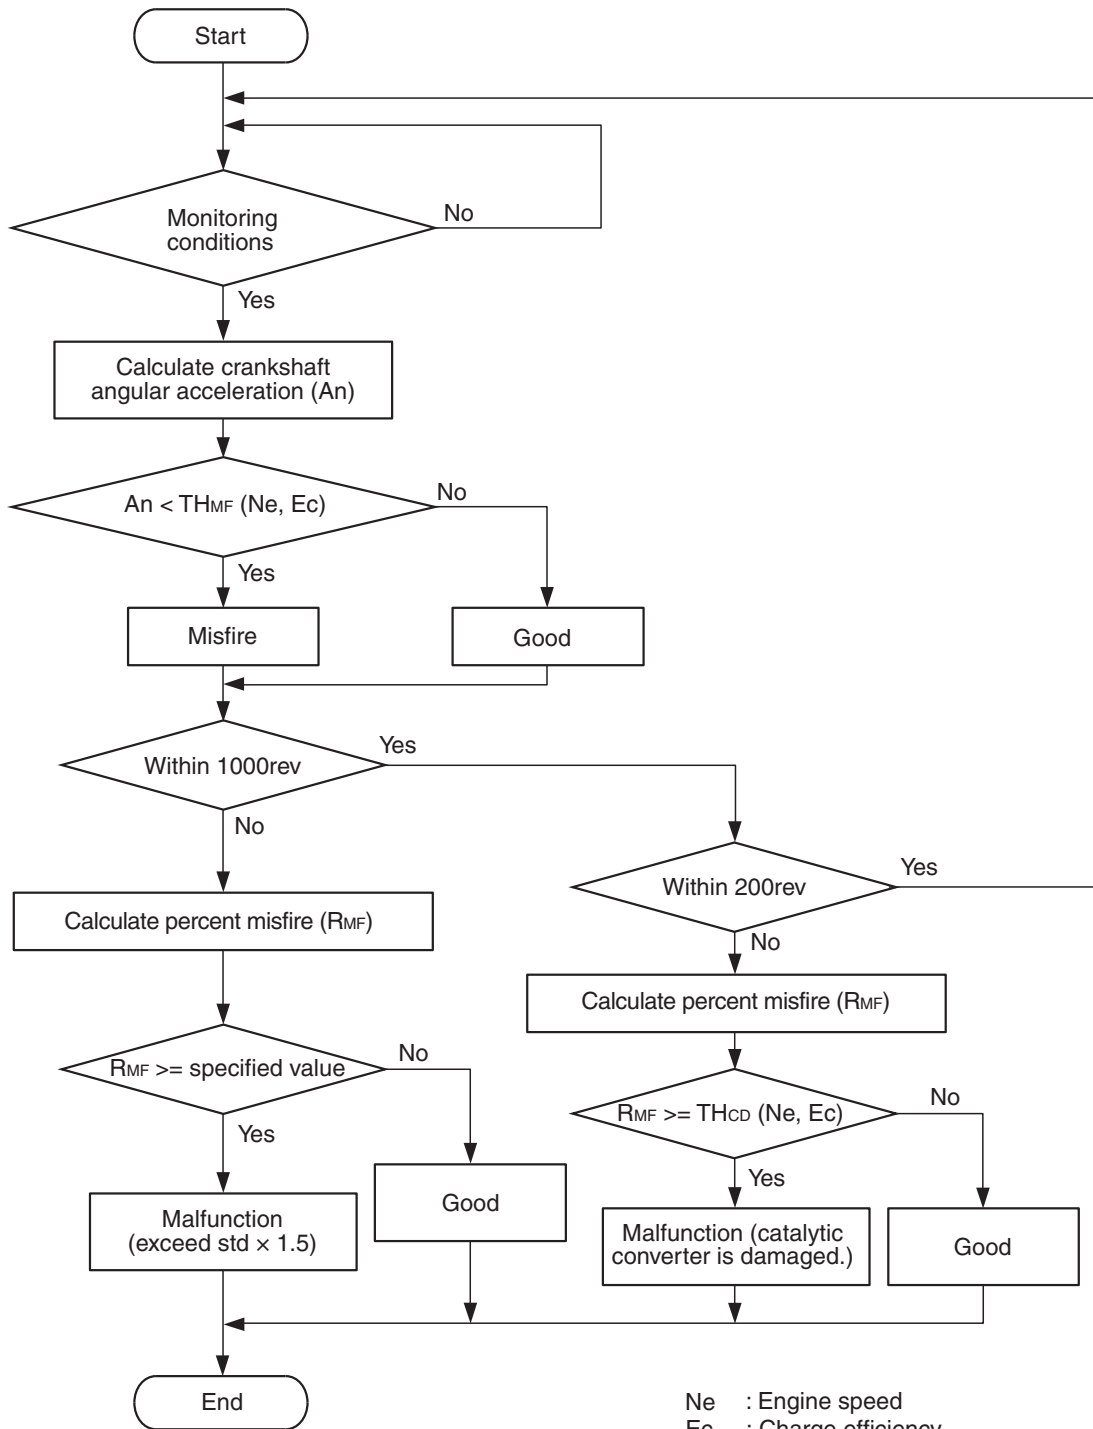 Start
Monitoring
conditions
No
Yes
Calculate crankshaft
angular acceleration (An)
An < THMF (Ne, Ec)
No
Yes
Misfire
Good
Within 1000rev
Yes
No
Within 200rev
Yes
No
Calculate percent misfire (RMF)
Calculate percent misfire (RMF)
RMF >= specified value
No
Yes
RMF >= THCD (Ne, Ec)
No
Yes
Malfunction
(exceed std × 1.5)
Good
Malfunction (catalytic
converter is damaged.)
Good
End
Ne : Engine speed
Ec : Charge efficiency